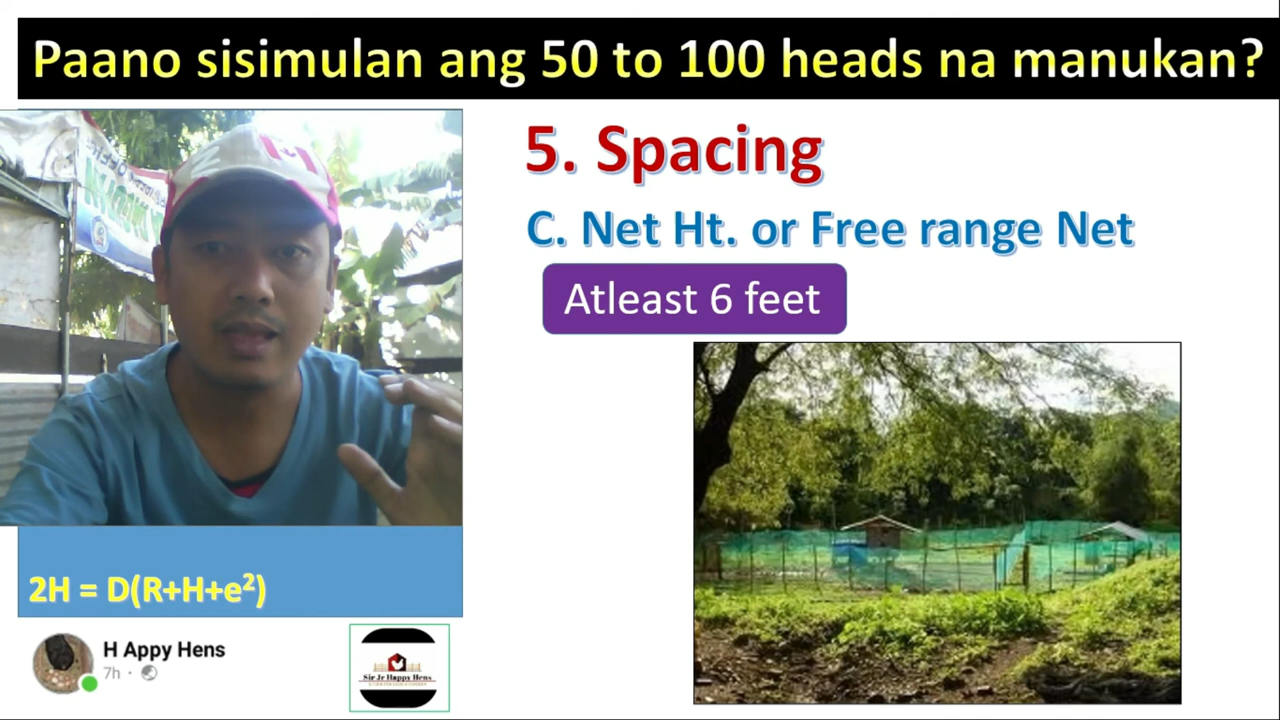 Paano sisimulan ang 50 to 100 heads na manukan?
5. Spacing
C. Net Ht. or Free range Net
Atleast 6 feet
2H = D(R+H+e²)
H Appy Hens
7h ·
Sir Jr Happy Hens